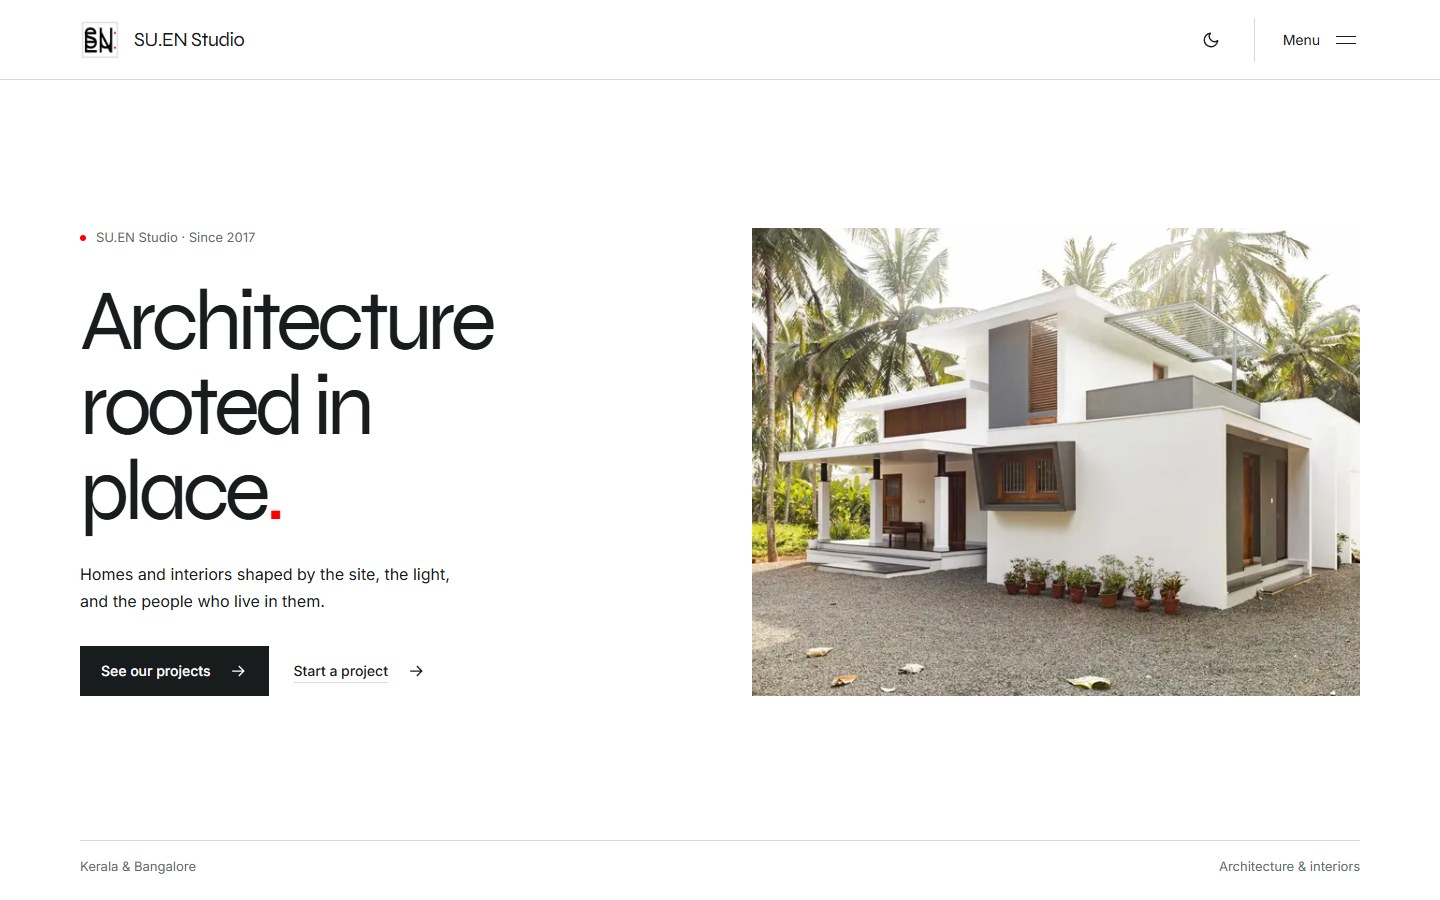 SU.EN Studio
Menu
SU.EN Studio · Since 2017
Architecture
rooted in
place.
Homes and interiors shaped by the site, the light,
and the people who live in them.
See our projects →
Start a project →
Kerala & Bangalore
Architecture & interiors